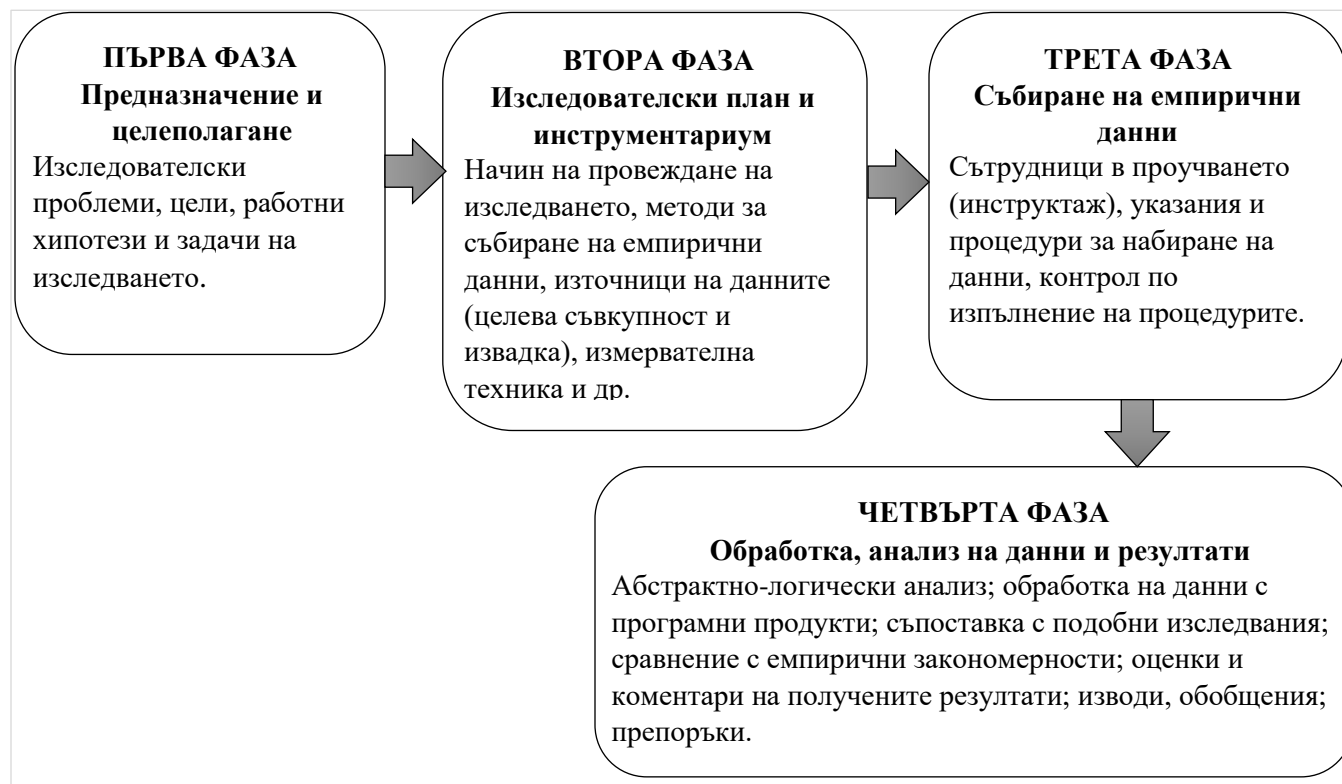 ПЪРВА ФАЗА
Предназначение и
целеполагане
Изследователски
проблеми, цели, работни
хипотези и задачи на
изследването.
ВТОРА ФАЗА
Изследователски план и
инструментариум
Начин на провеждане на
изследването, методи за
събиране на емпирични
данни, източници на данните
(целева съвкупност и
извадка), измервателна
техника и др.
ТРЕТА ФАЗА
Събиране на емпирични
данни
Сътрудници в проучването
(инструктаж), указания и
процедури за набиране на
данни, контрол по
изпълнение на процедурите.
ЧЕТВЪРТА ФАЗА
Обработка, анализ на данни и резултати
Абстрактно-логически анализ; обработка на данни с
програмни продукти; съпоставка с подобни изследвания;
сравнение с емпирични закономерности; оценки и
коментари на получените резултати; изводи, обобщения;
препоръки.